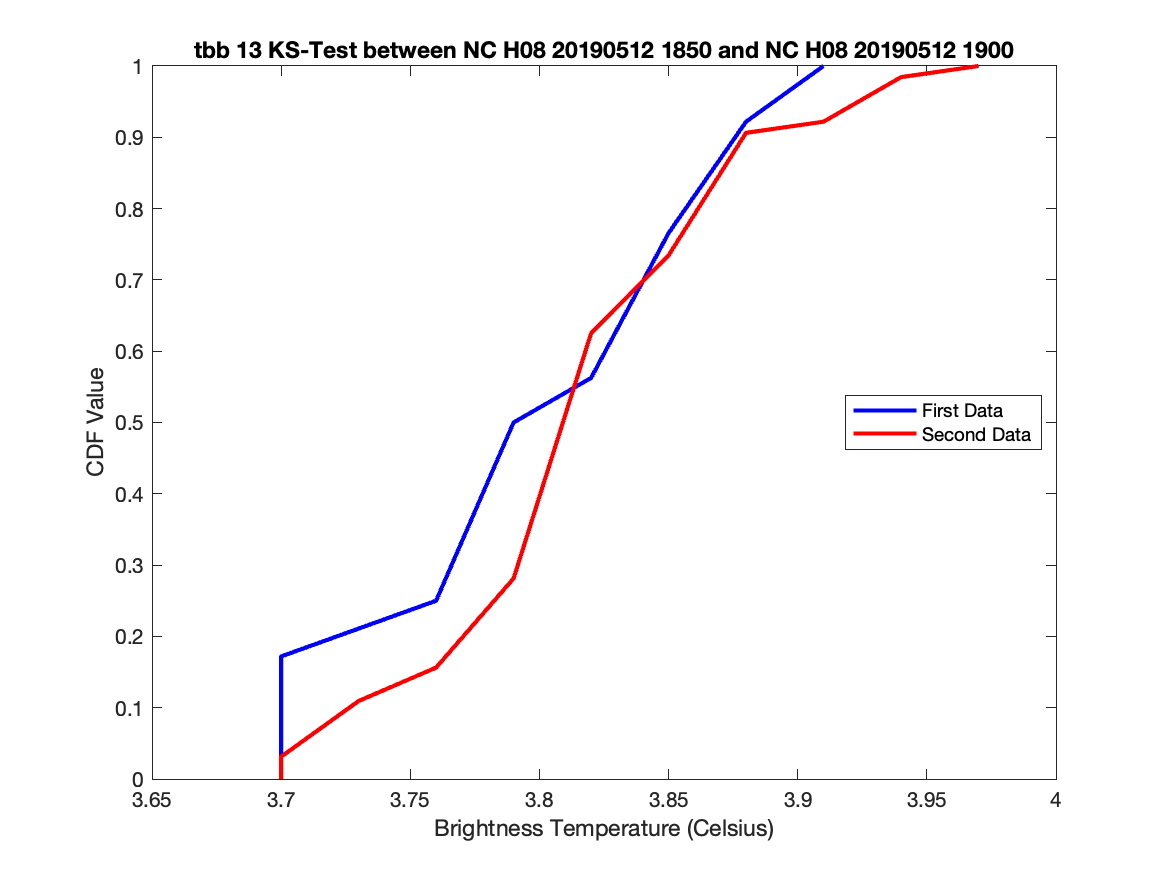 tbb 13 KS-Test between NC H08 20190512 1850 and NC H08 20190512 1900
1
0.9
0.8
0.7
0.6
0.5
0.4
0.3
0.2
0.1
0
CDF Value
First Data
Second Data
3.65 3.7 3.75 3.8 3.85 3.9 3.95 4
Brightness Temperature (Celsius)